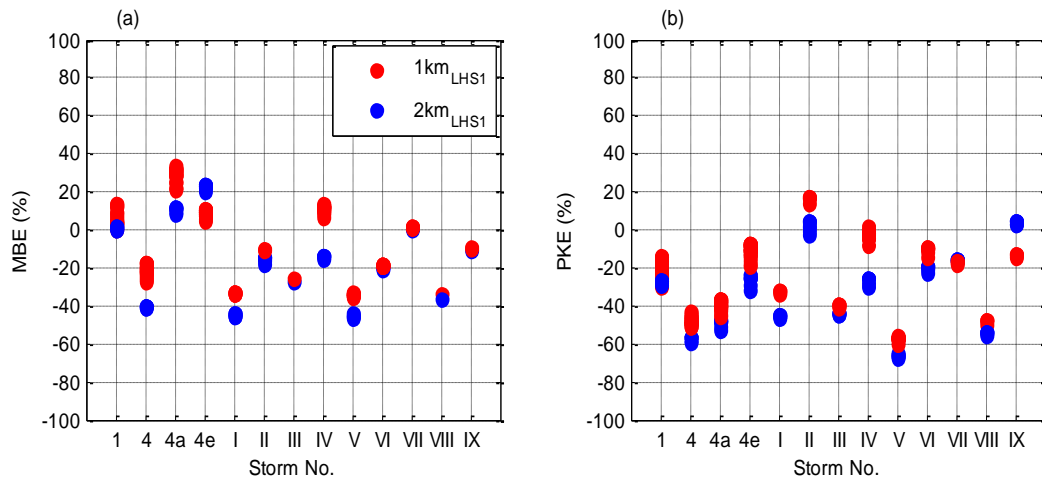 (a)
MBE (%)
100
80
60
40
20
0
-20
-40
-60
-80
-100
1km LHS1
2km LHS1
1 4 4a 4e I II III IV V VI VII VIII IX
Storm No.
(b)
PKE (%)
100
80
60
40
20
0
-20
-40
-60
-80
-100
1 4 4a 4e I II III IV V VI VII VIII IX
Storm No.